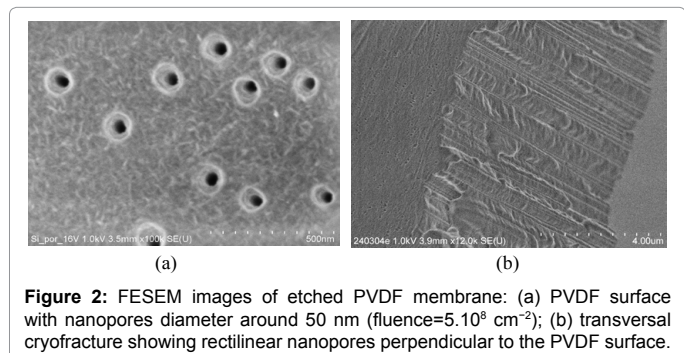 Si_por_16V 1.0kV 3.5mm x100k SE(U) 500nm
240304e 1.0kV 3.9mm x12.0k SE(U) 4.00um
(a) (b)
Figure 2: FESEM images of etched PVDF membrane: (a) PVDF surface
with nanopores diameter around 50 nm (fluence=5.10⁸ cm⁻²); (b) transversal
cryofracture showing rectilinear nanopores perpendicular to the PVDF surface.